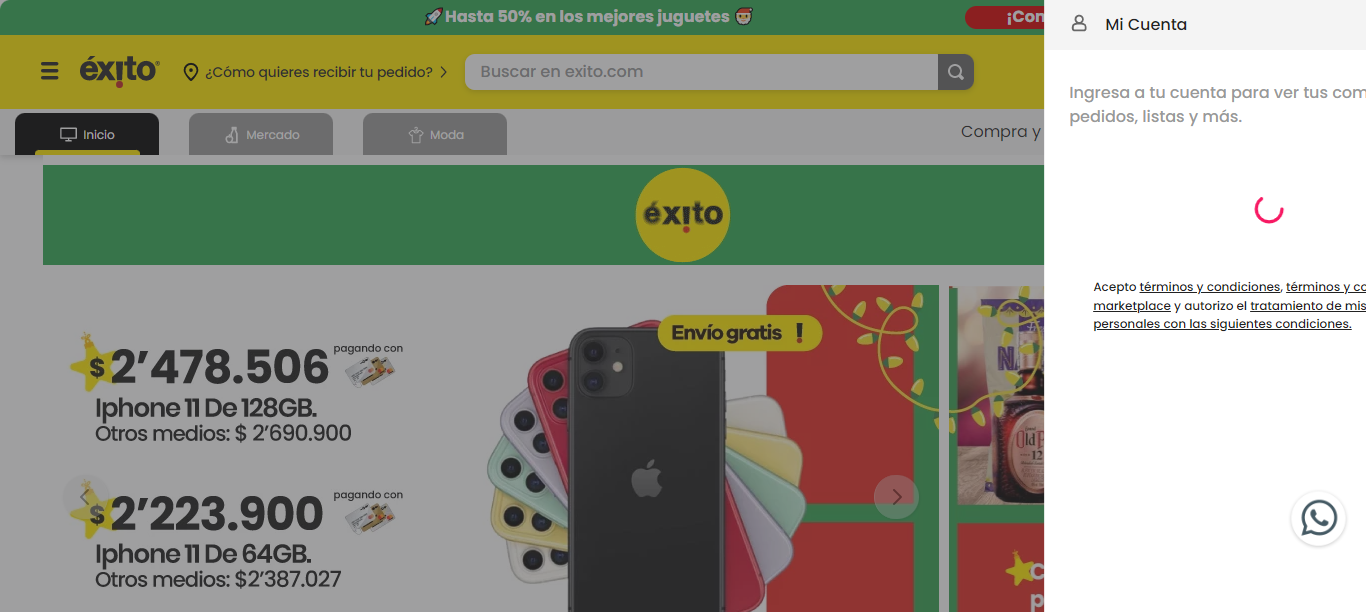 Hasta 50% en los mejores juguetes
¡Con
éxito
¿Cómo quieres recibir tu pedido?
Buscar en exito.com
Mi Cuenta
Inicio
Mercado
Moda
Compra y
Ingresa a tu cuenta para ver tus com
pedidos, listas y más.
éxito
Acepto términos y condiciones, términos y co
marketplace y autorizo el tratamiento de mis
personales con las siguientes condiciones.
Envío gratis !
pagando con
$2’478.506
Iphone 11 De 128GB.
Otros medios: $ 2’690.900
pagando con
$2’223.900
Iphone 11 De 64GB.
Otros medios: $2’387.027
Old
12